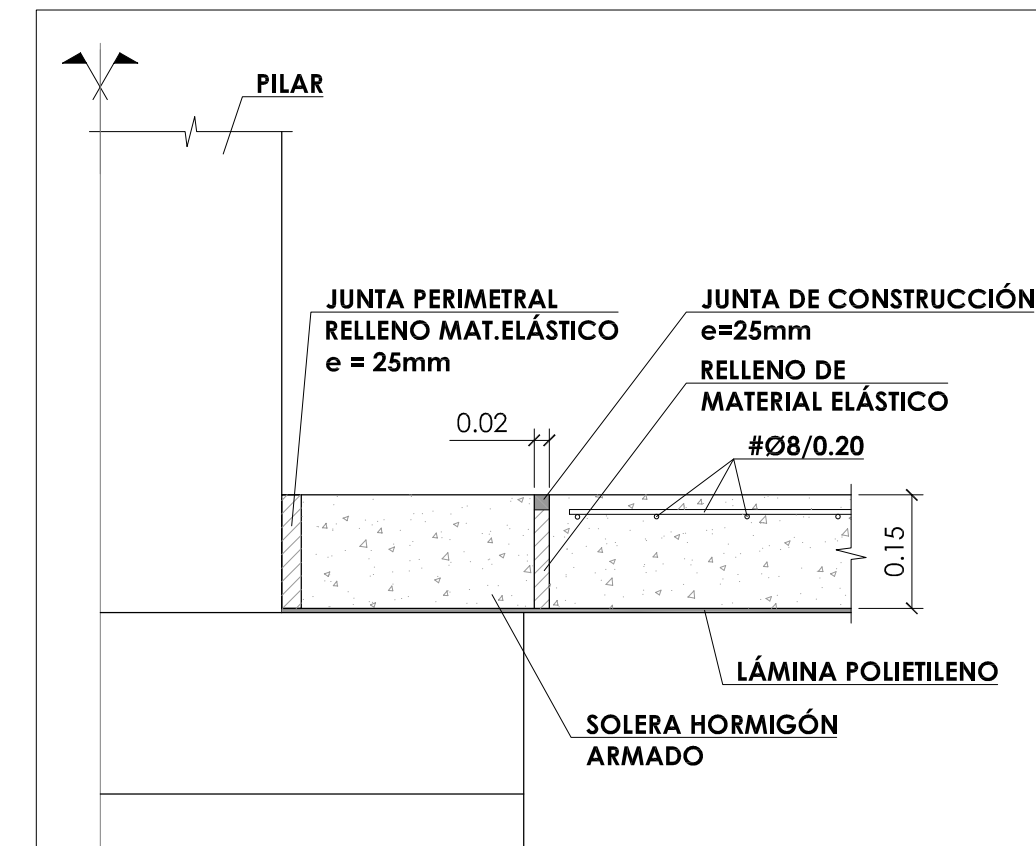 PILAR
JUNTA PERIMETRAL
RELLENO MAT.ELÁSTICO
e = 25mm
JUNTA DE CONSTRUCCIÓN
e=25mm
RELLENO DE
MATERIAL ELÁSTICO
0.02
#Ø8/0.20
0.15
LÁMINA POLIETILENO
SOLERA HORMIGÓN
ARMADO